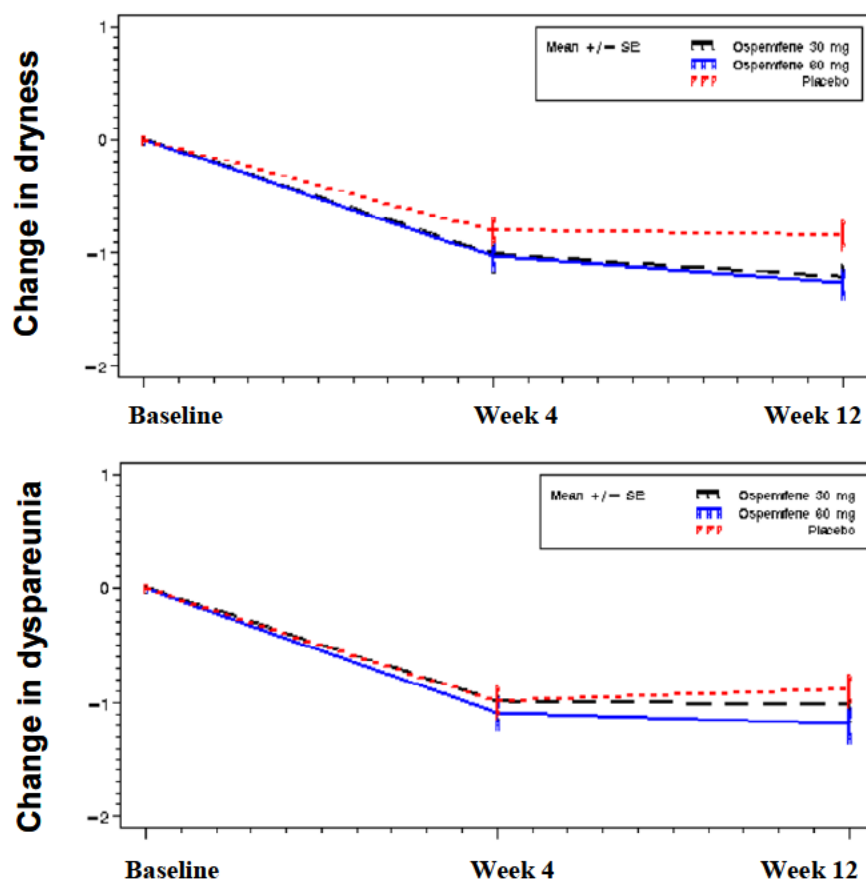 Change in dryness
1
0
−1
−2
Mean +/− SE
Ospemifene 30 mg
Ospemifene 60 mg
Placebo
Baseline Week 4 Week 12
Change in dyspareunia
1
0
−1
−2
Mean +/− SE
Ospemifene 30 mg
Ospemifene 60 mg
Placebo
Baseline Week 4 Week 12